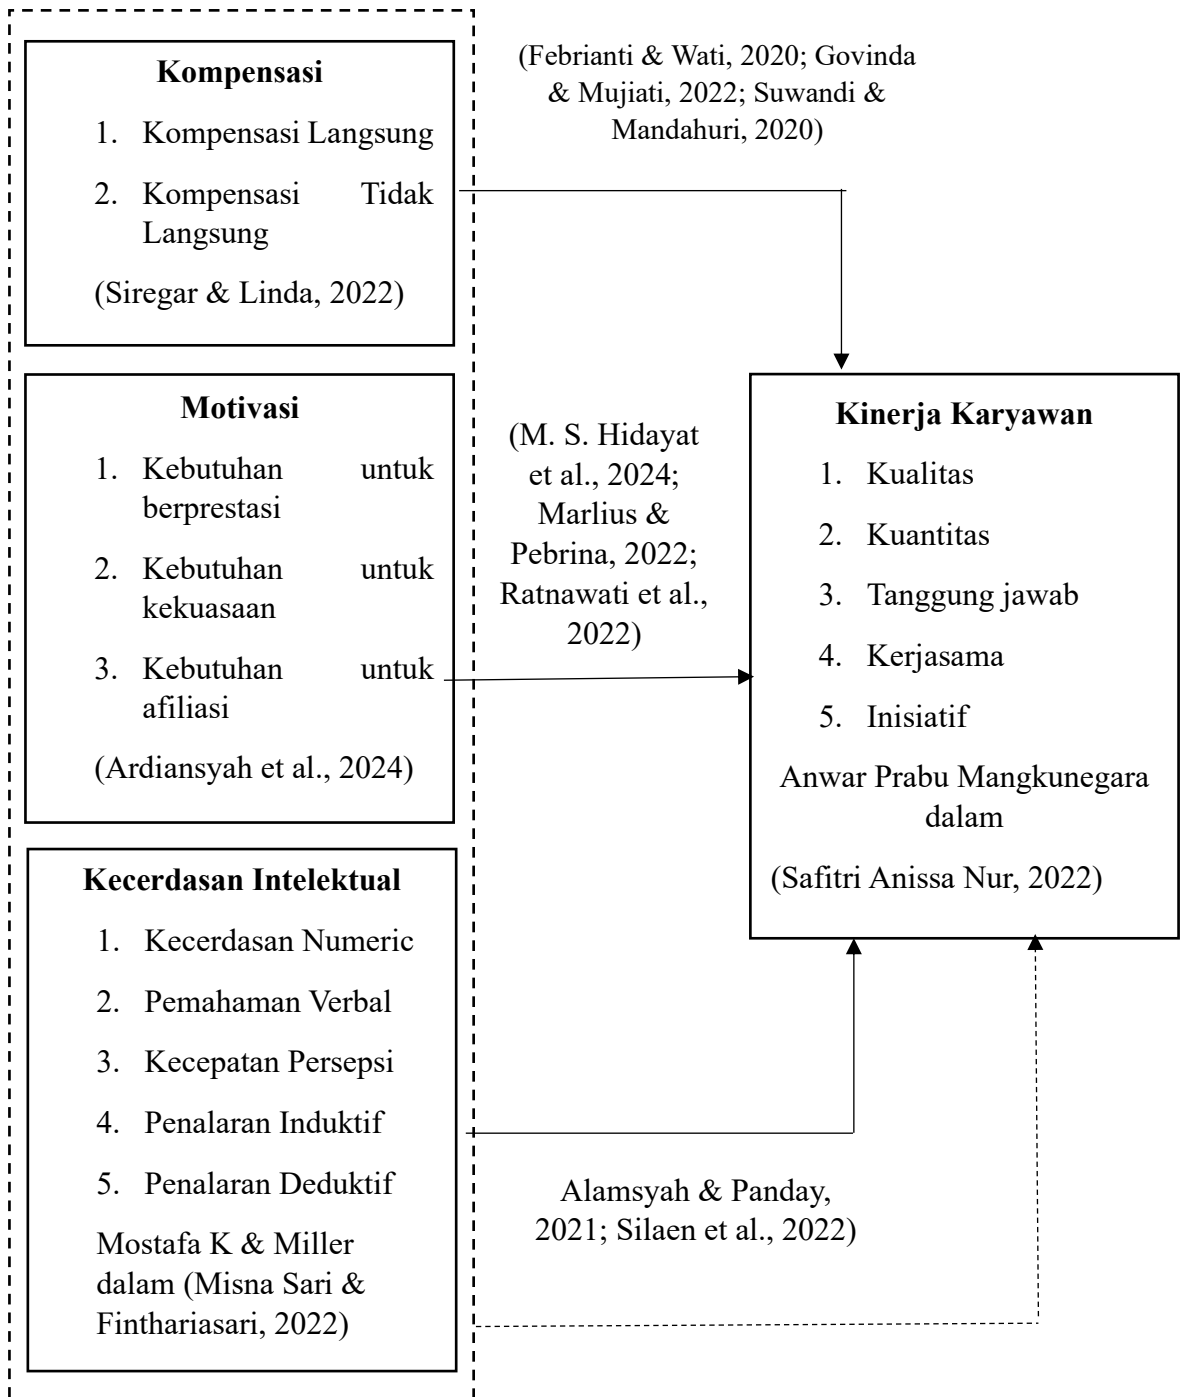 Kompensasi
1. Kompensasi Langsung
2. Kompensasi Tidak
Langsung
(Siregar & Linda, 2022)
(Febrianti & Wati, 2020; Govinda
& Mujiati, 2022; Suwandi &
Mandahuri, 2020)
Motivasi
1. Kebutuhan untuk
berprestasi
2. Kebutuhan untuk
kekuasaan
3. Kebutuhan untuk
afiliasi
(Ardiansyah et al., 2024)
(M. S. Hidayat
et al., 2024;
Marlius &
Pebrina, 2022;
Ratnawati et al.,
2022)
Kinerja Karyawan
1. Kualitas
2. Kuantitas
3. Tanggung jawab
4. Kerjasama
5. Inisiatif
Anwar Prabu Mangkunegara
dalam
(Safitri Anissa Nur, 2022)
Kecerdasan Intelektual
1. Kecerdasan Numeric
2. Pemahaman Verbal
3. Kecepatan Persepsi
4. Penalaran Induktif
5. Penalaran Deduktif
Mostafa K & Miller
dalam (Misna Sari &
Finthariasari, 2022)
Alamsyah & Panday,
2021; Silaen et al., 2022)